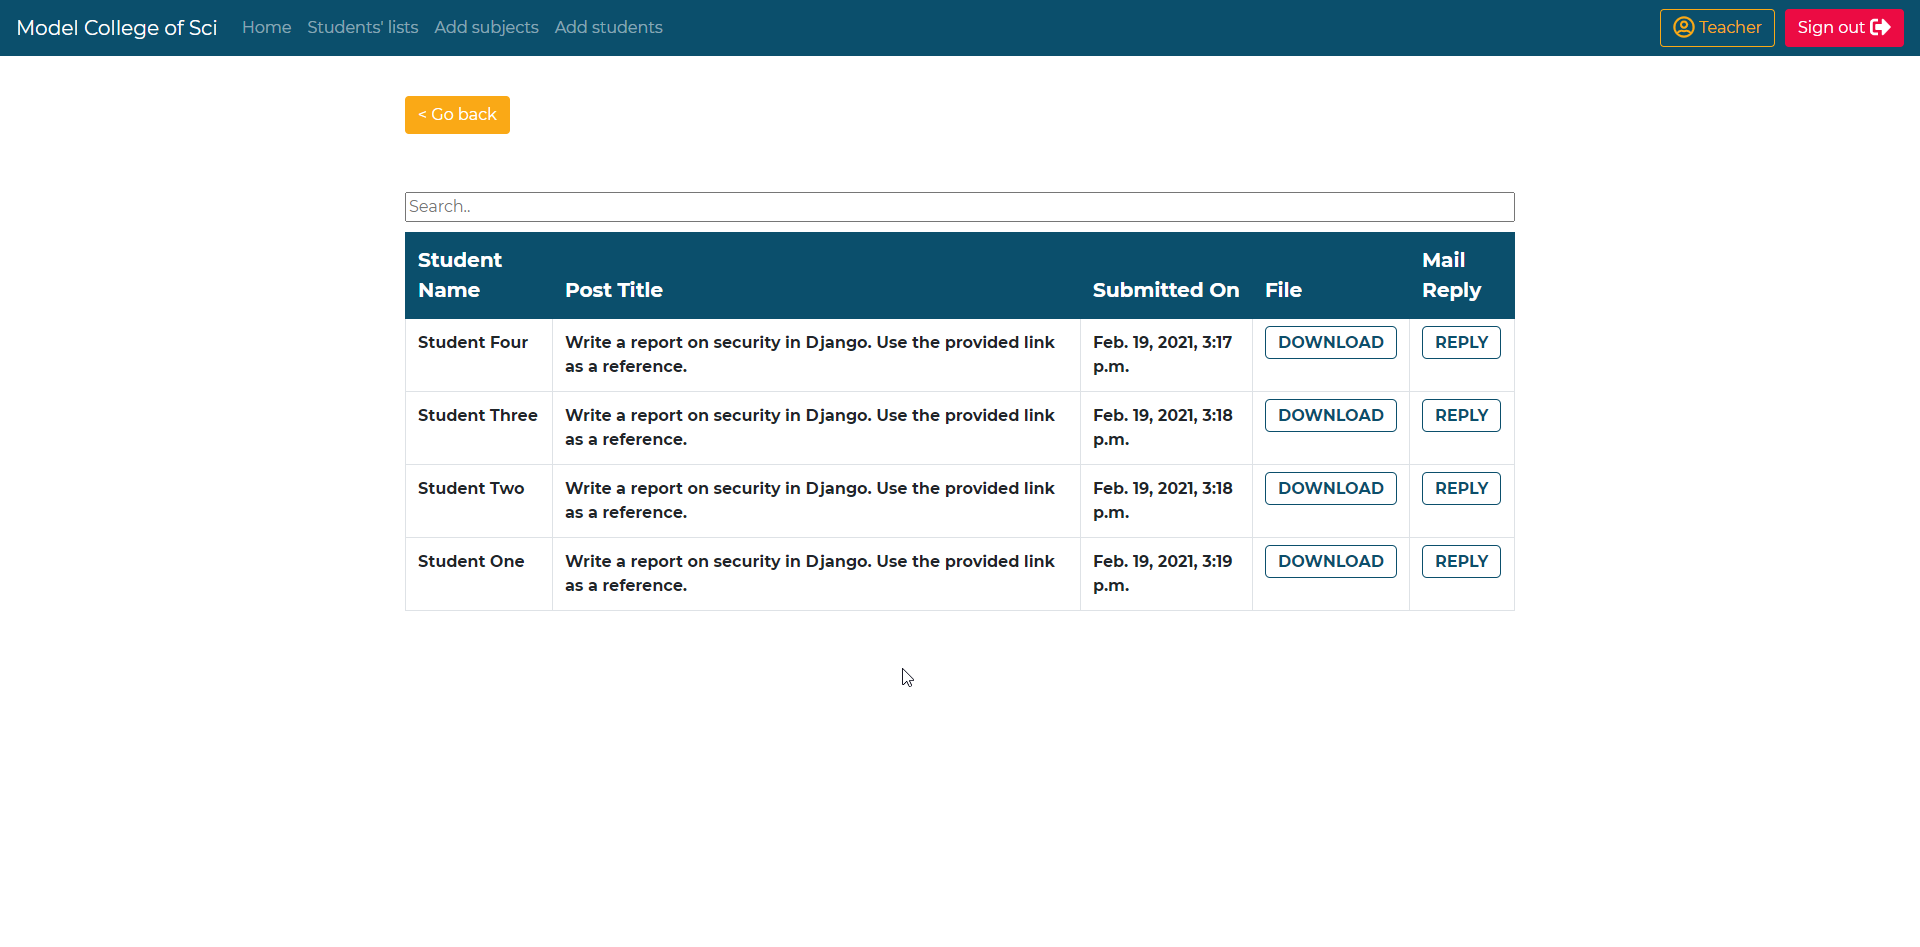 Model College of Sci Home Students' lists Add subjects Add students Teacher Sign out
< Go back
Search..
Student Name Post Title Submitted On File Mail Reply
Student Four Write a report on security in Django. Use the provided link as a reference. Feb. 19, 2021, 3:17 p.m. DOWNLOAD REPLY
Student Three Write a report on security in Django. Use the provided link as a reference. Feb. 19, 2021, 3:18 p.m. DOWNLOAD REPLY
Student Two Write a report on security in Django. Use the provided link as a reference. Feb. 19, 2021, 3:18 p.m. DOWNLOAD REPLY
Student One Write a report on security in Django. Use the provided link as a reference. Feb. 19, 2021, 3:19 p.m. DOWNLOAD REPLY